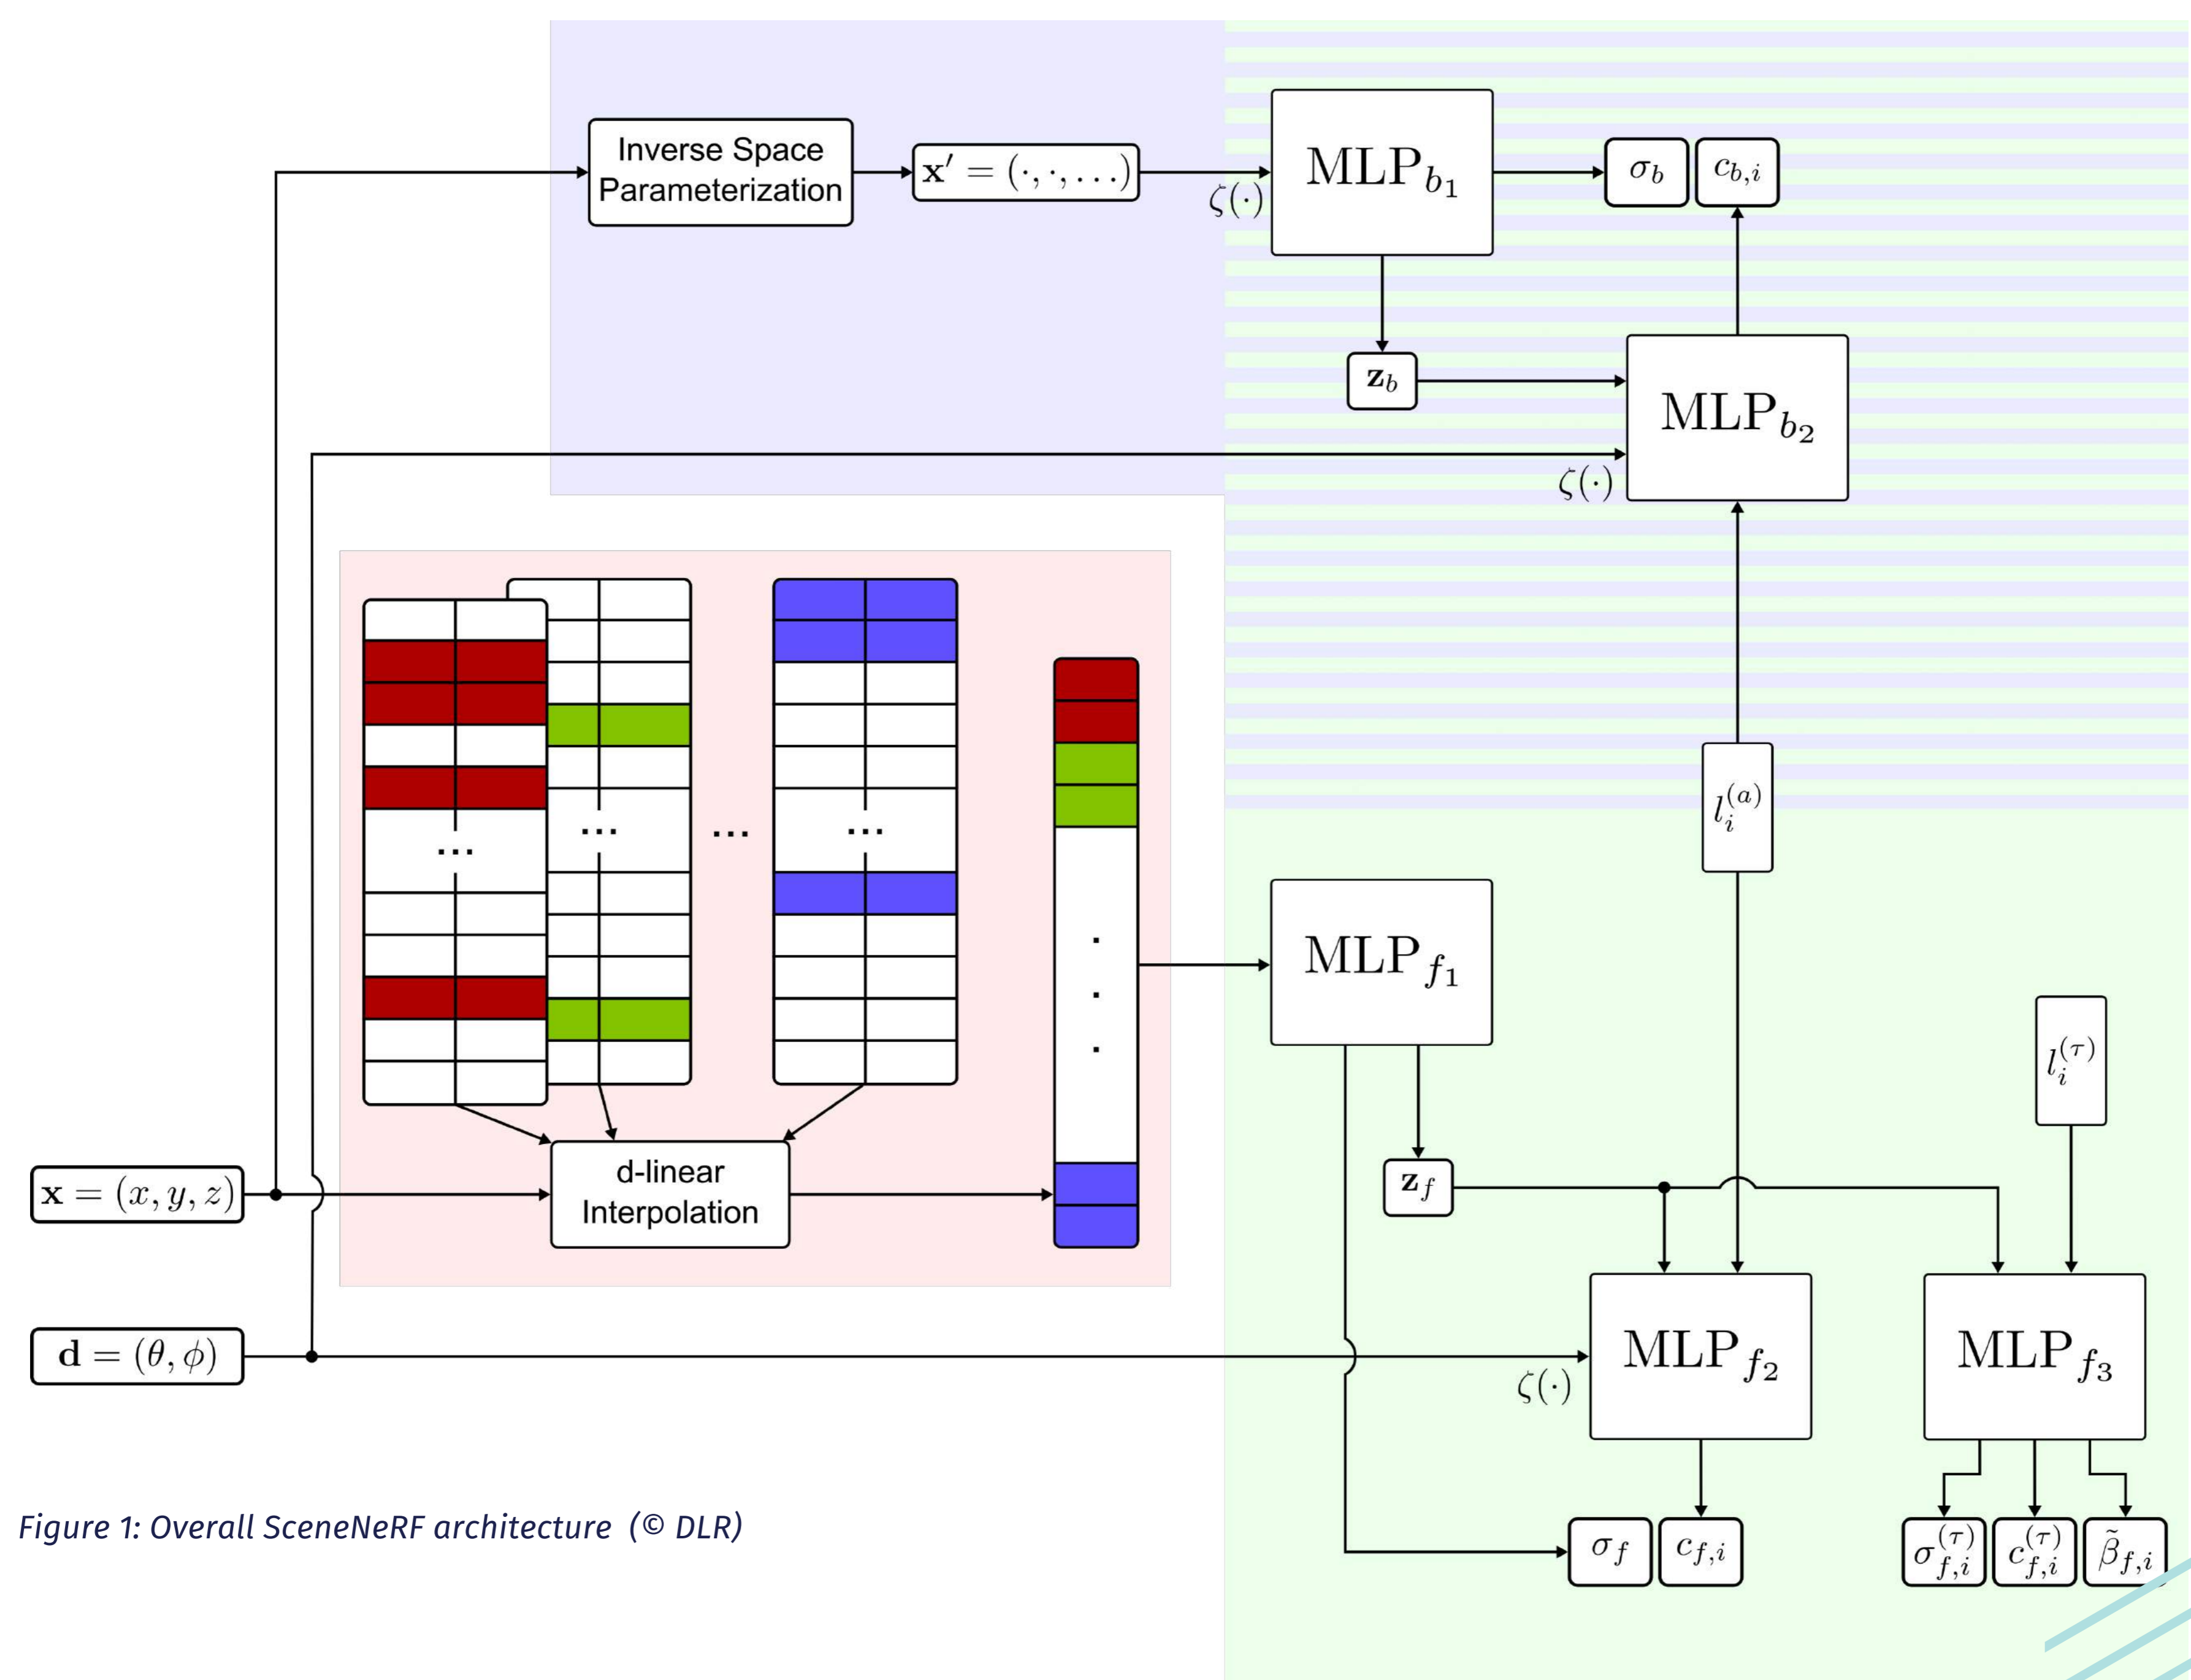 Inverse Space
Parameterization
x′ = (·, ·, . . .)
ζ(·)
MLP_{b_1}
σ_b
c_{b,i}
z_b
MLP_{b_2}
ζ(·)
l_i^{(a)}
...
...
...
...
.
.
.
MLP_{f_1}
l_i^{(τ)}
d-linear
Interpolation
x = (x, y, z)
z_f
d = (θ, ϕ)
ζ(·)
MLP_{f_2}
MLP_{f_3}
σ_f
c_{f,i}
σ_{f,i}^{(τ)}
c_{f,i}^{(τ)}
β̃_{f,i}
Figure 1: Overall SceneNeRF architecture (© DLR)